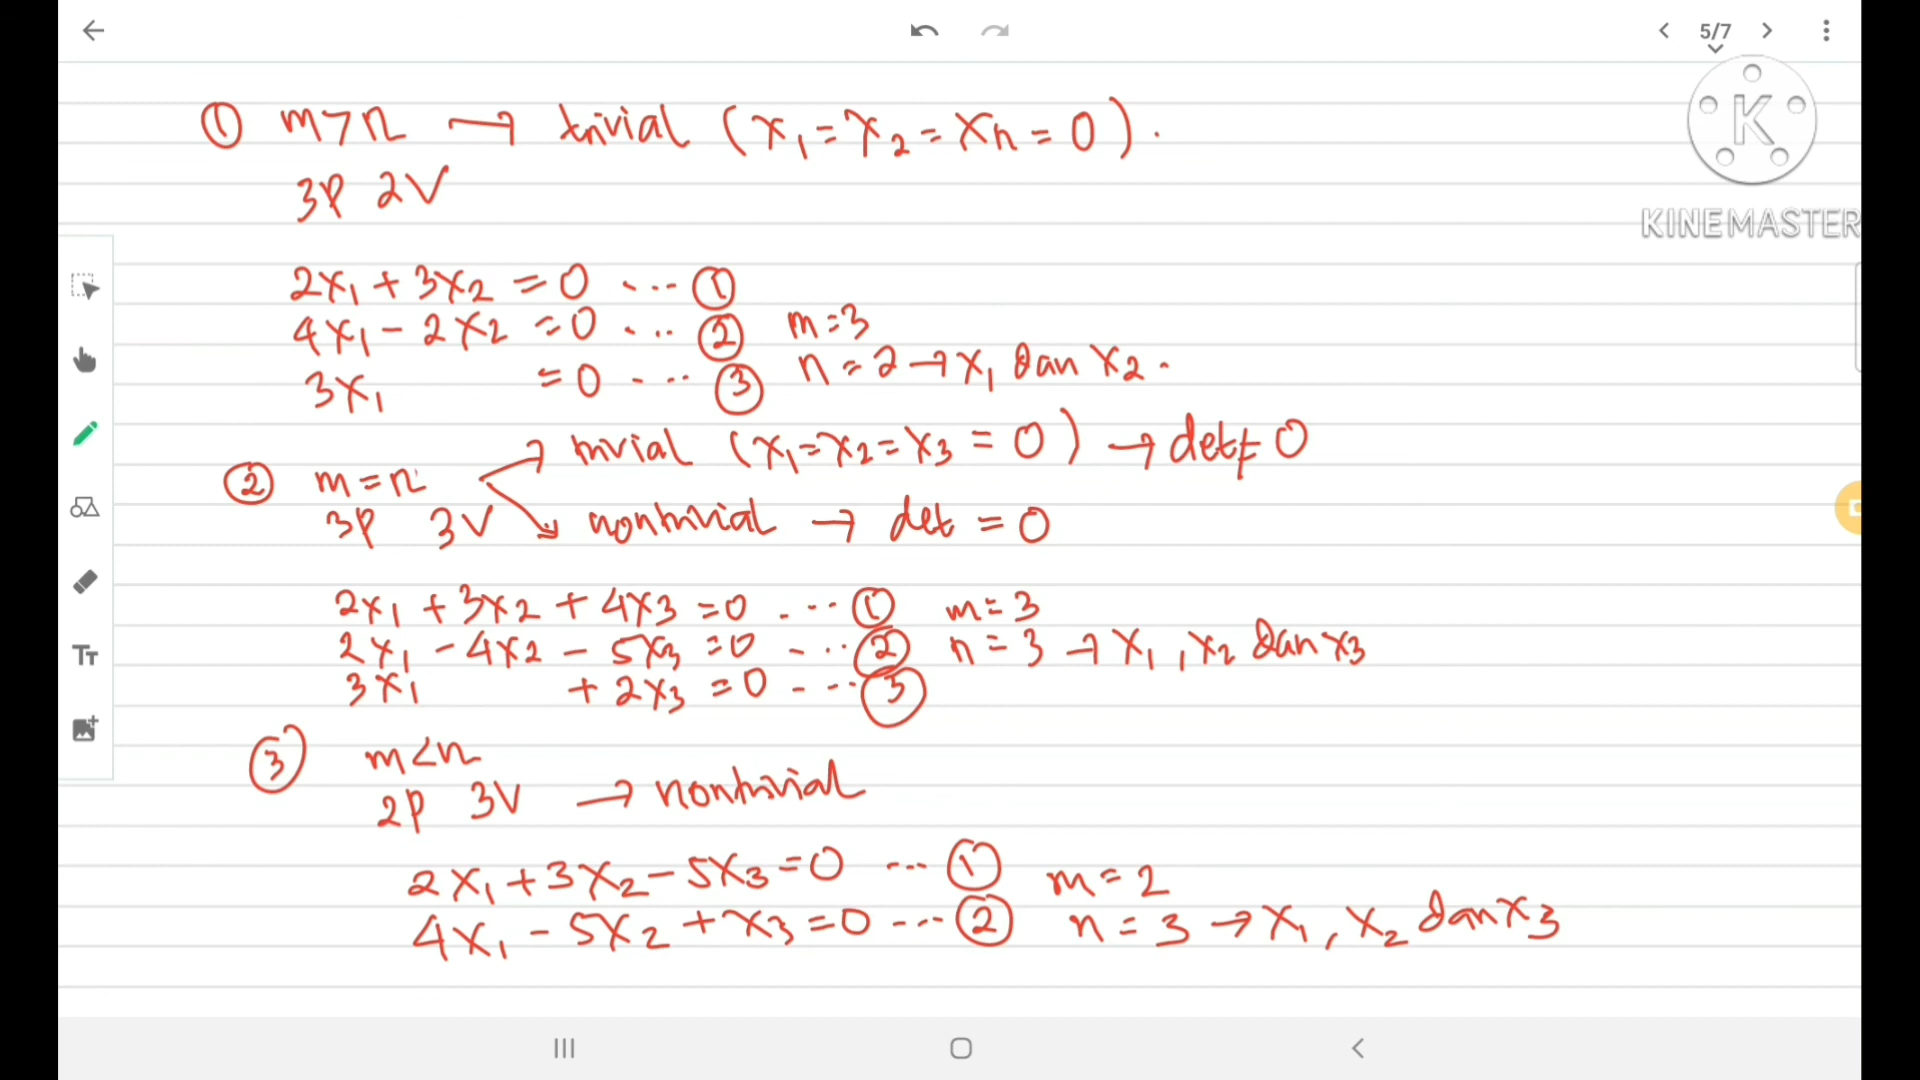 5/7
① m>n → trivial (x₁=x₂=xn=0).
3P 2V
K
KINEMASTER
2x₁+3x₂=0 ... ①
4x₁-2x₂=0 ... ② m=3
3x₁ =0 ... ③ n=2→x₁ dan x₂.
② m=n → trivial (x₁=x₂=x₃=0) → det≠0
3P 3V → nontrivial → det=0
2x₁+3x₂+4x₃=0 ... ① m=3
2x₁-4x₂-5x₃=0 ... ② n=3→x₁, x₂ dan x₃
3x₁ +2x₃=0 ... ③
③ m<n
2P 3V → nontrivial
2x₁+3x₂-5x₃=0 ... ① m=2
4x₁-5x₂+x₃=0 ... ② n=3→x₁, x₂ dan x₃
Tт